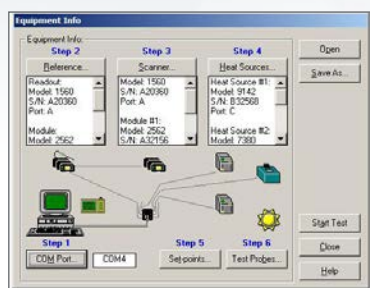 Equipment Info
Equipment Info:
Step 2
Step 3
Step 4
Reference...
Scanner...
Heat Sources...
Readout:
Model: 1560
S/N: A20360
Port: A
Module:
Model: 2562
Model: 1560
S/N: A20360
Port: A
Module #1:
Model: 2562
S/N: A32156
Heat Source #1:
Model: 9142
S/N: B32568
Port: C
Heat Source #2:
Model: 7380
Open
Save As...
Step 1
COM Port...
COM4
Step 5
Set-points...
Step 6
Test Probes...
Start Test
Close
Help